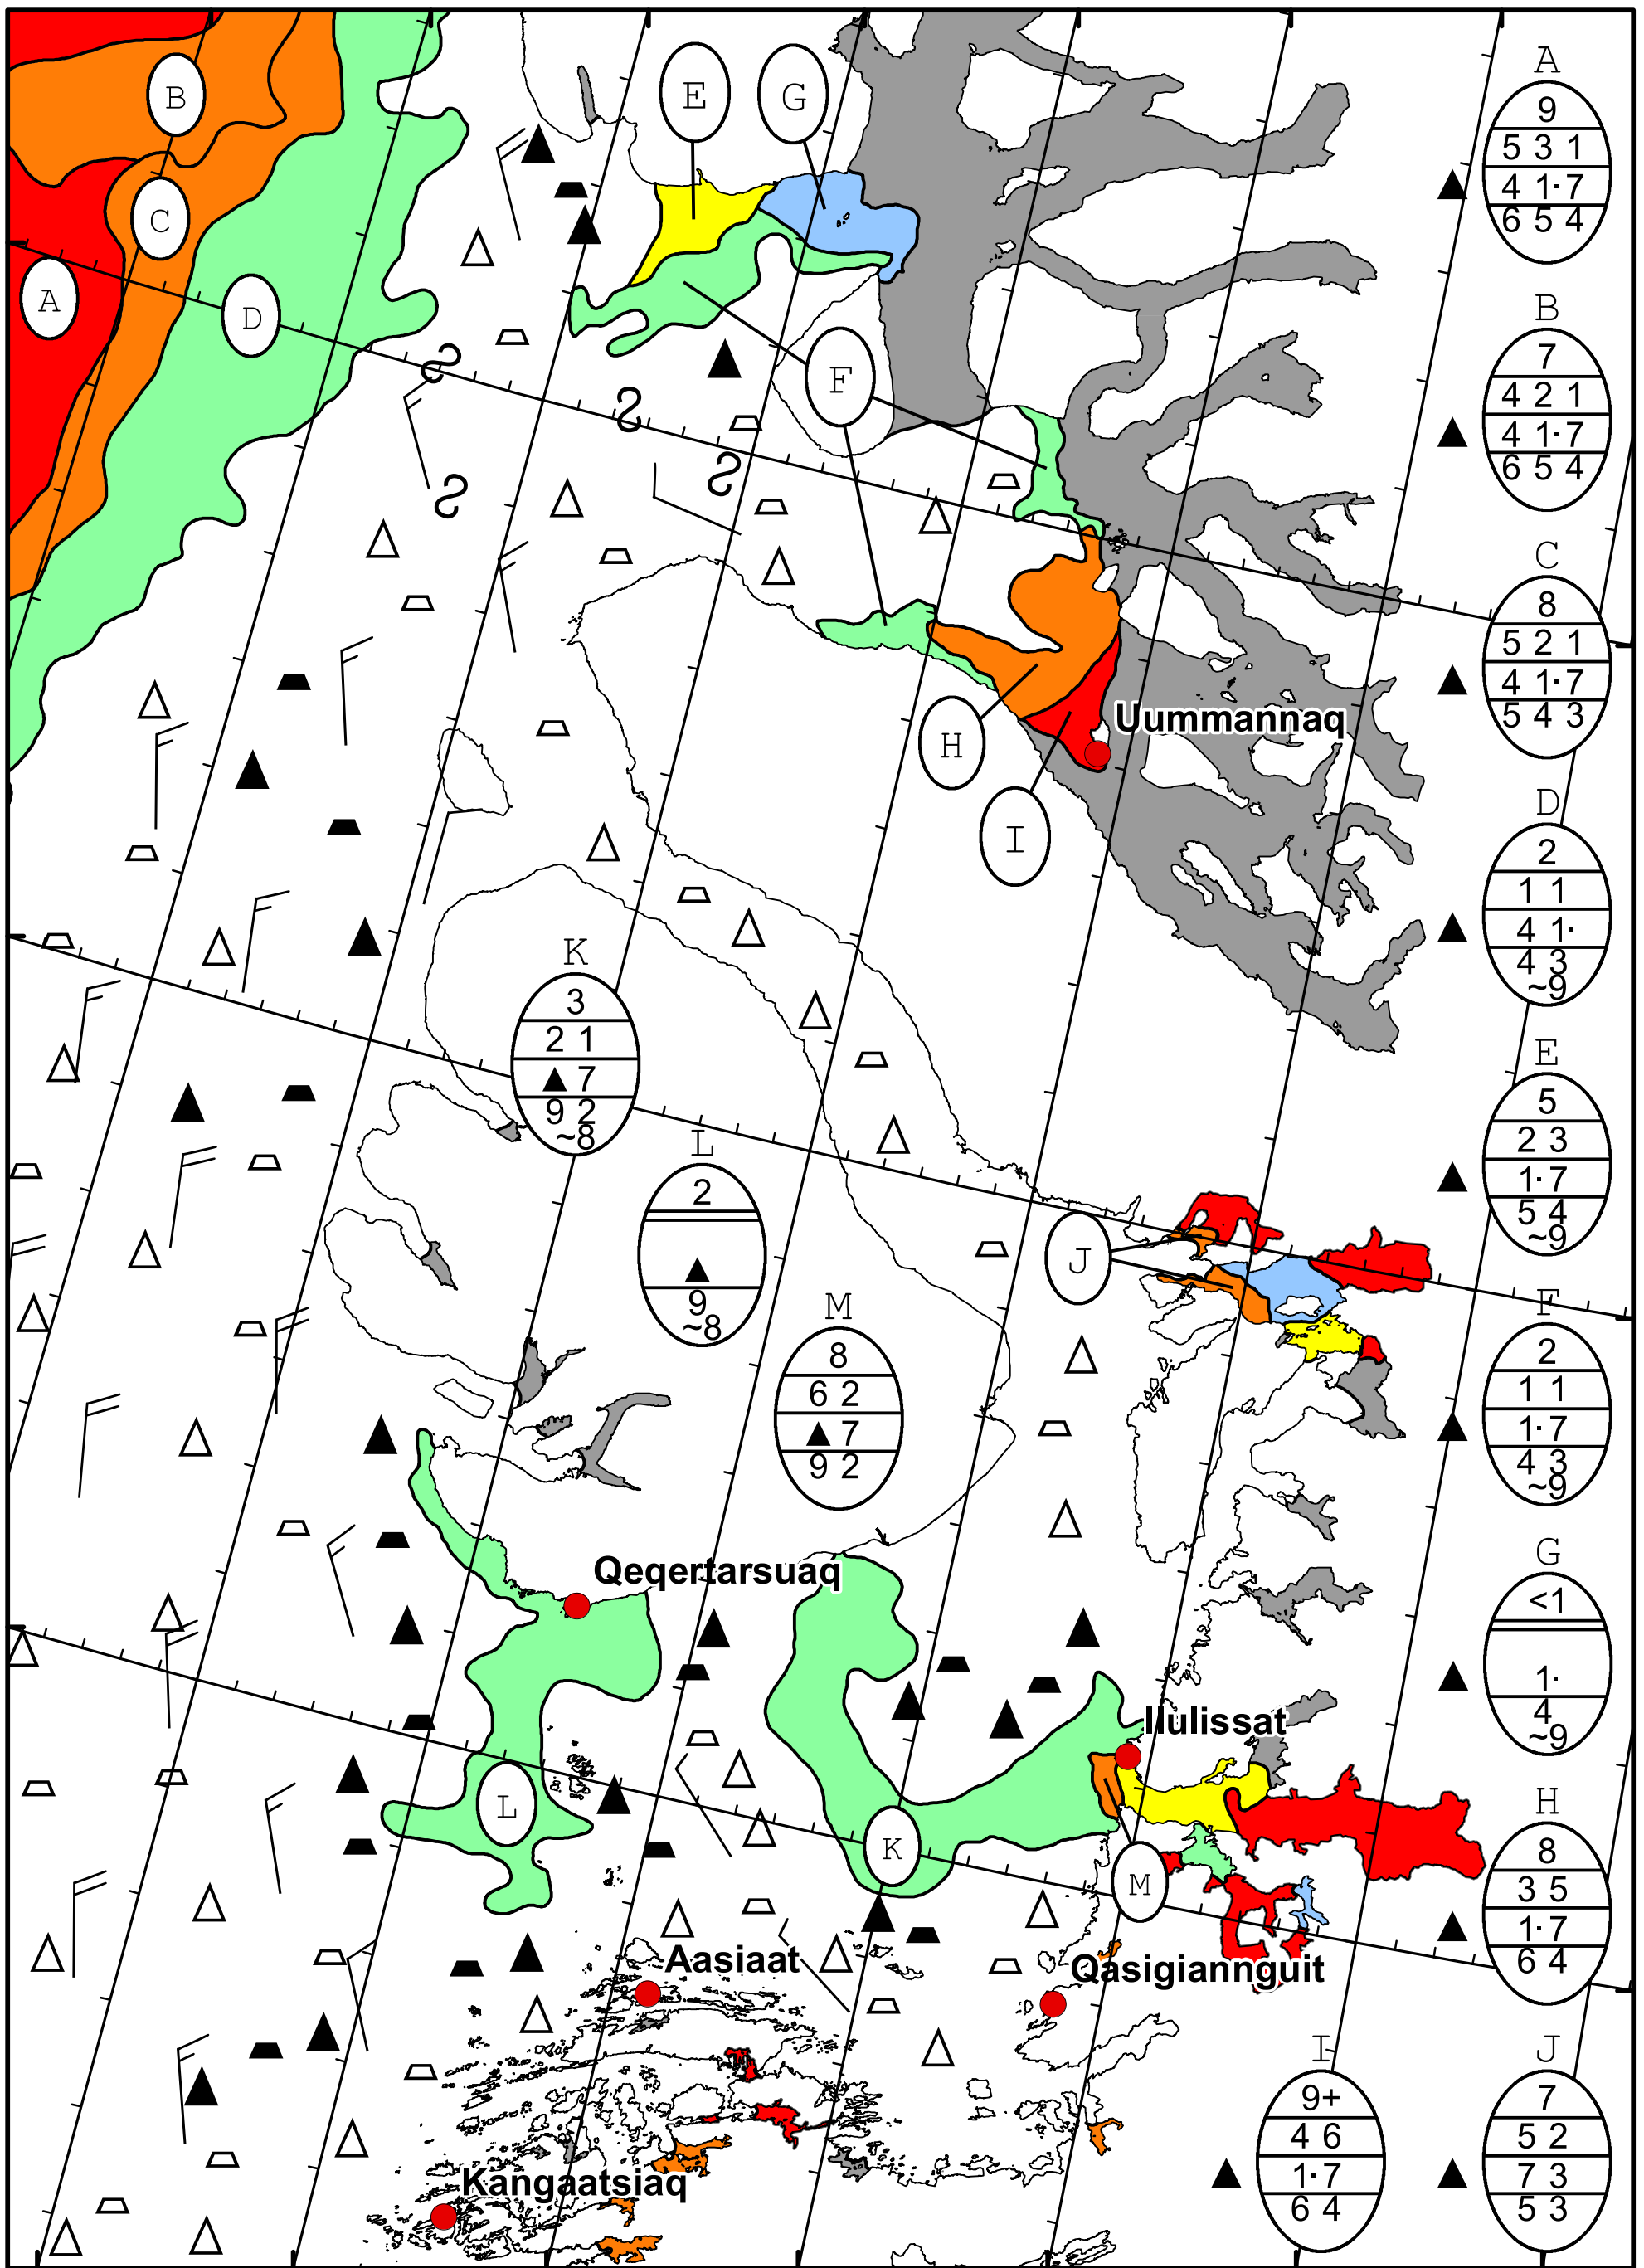 A
9
5 3 1
4 1· 7
6 5 4
B
7
4 2 1
4 1· 7
6 5 4
C
8
5 2 1
4 1· 7
5 4 3
D
2
1 1
4 1·
4 3
~9
E
5
2 3
1· 7
5 4
~9
F
2
1 1
1· 7
4 3
~9
G
<1
1·
4
~9
H
8
3 5
1· 7
6 4
I
9+
4 6
1· 7
6 4
J
7
5 2
7 3
5 3
K
3
2 1
▲ 7
9 2
~8
L
2
▲
9
~8
M
8
6 2
▲ 7
9 2
B
E
G
C
A
D
F
H
I
J
L
K
M
Uummannaq
Qeqertarsuaq
Ilulissat
Aasiaat
Qasigiannguit
Kangaatsiaq